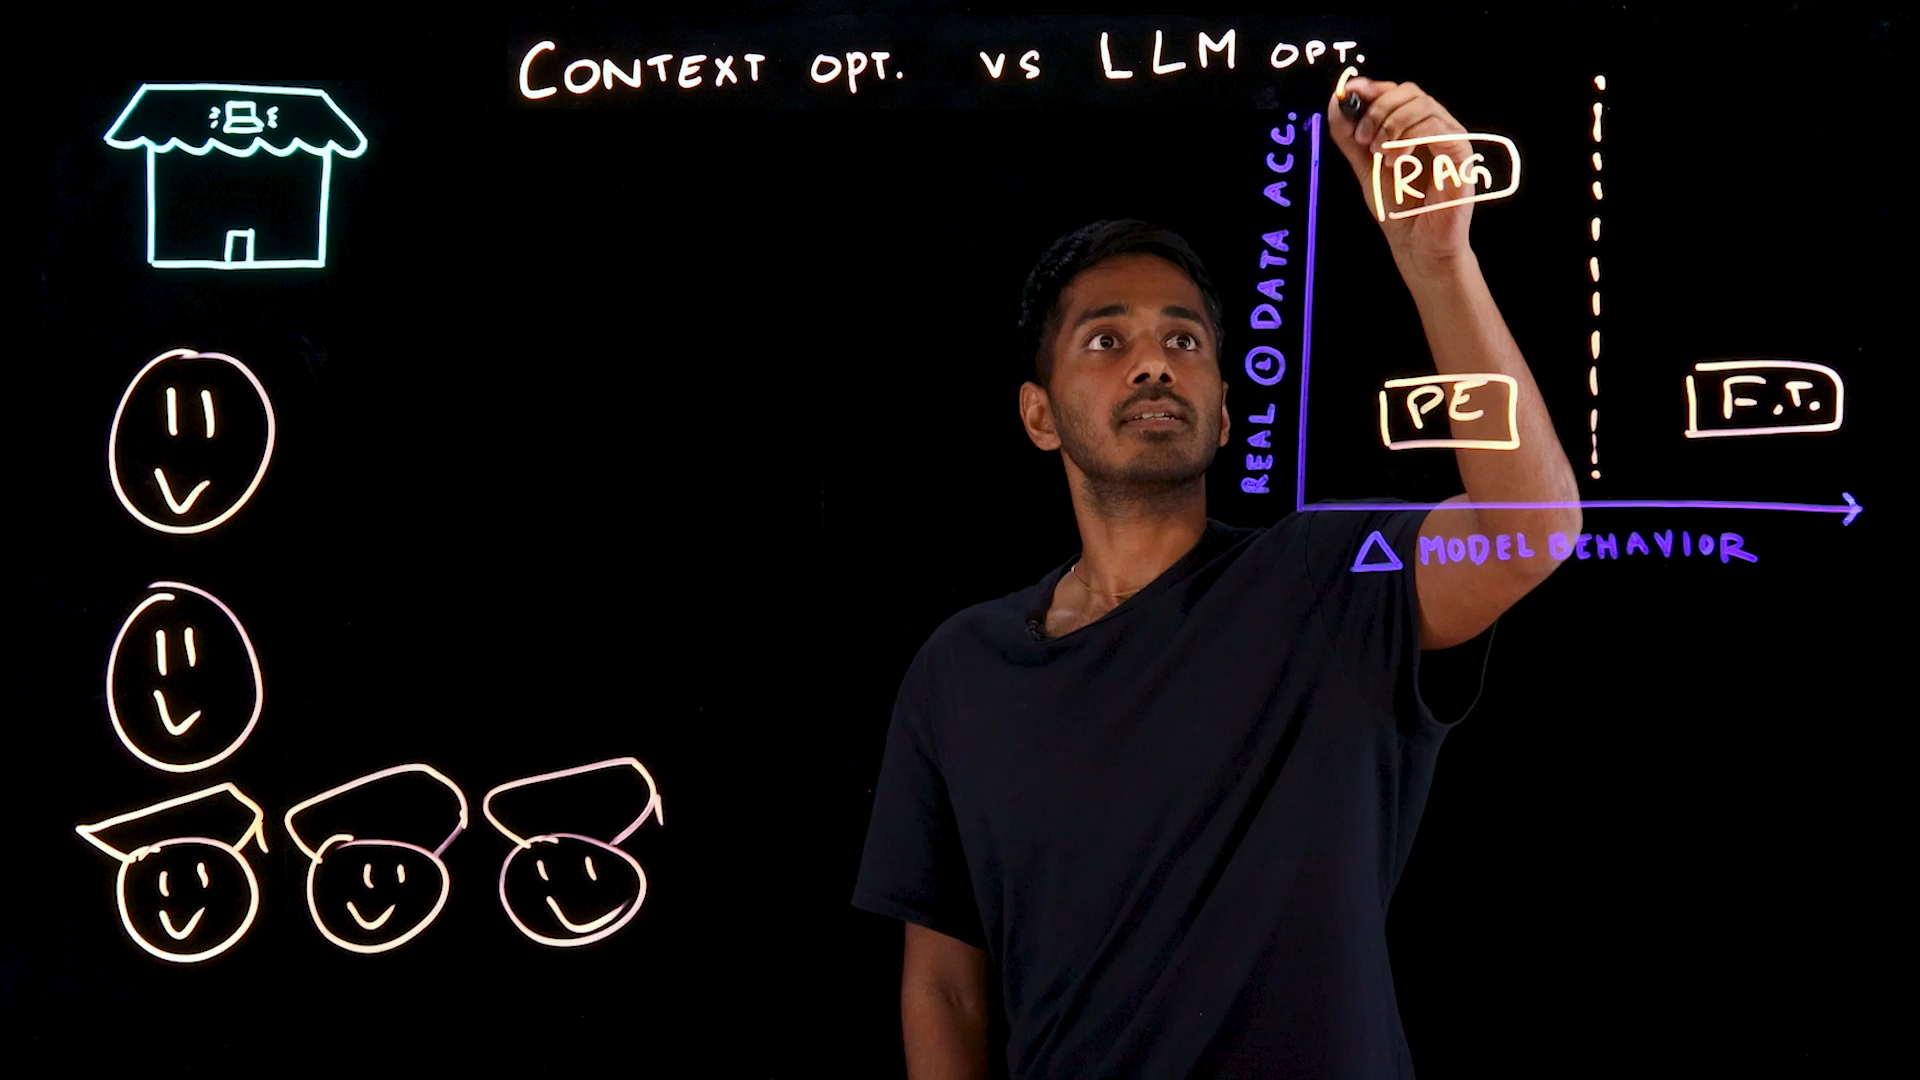 CONTEXT OPT. VS LLM OPT.
REAL L DATA ACC.
RAG
PE
F.T.
△ MODEL BEHAVIOR